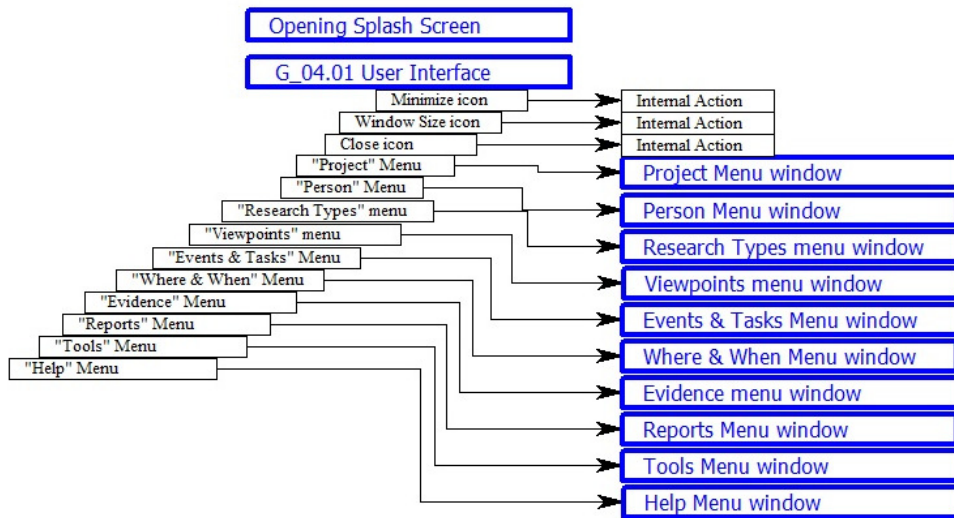 Opening Splash Screen
G_04.01 User Interface
Minimize icon
Internal Action
Window Size icon
Internal Action
Close icon
Internal Action
"Project" Menu
Project Menu window
"Person" Menu
Person Menu window
"Research Types" menu
Research Types menu window
"Viewpoints" menu
Viewpoints menu window
"Events & Tasks" Menu
Events & Tasks Menu window
"Where & When" Menu
Where & When Menu window
"Evidence" Menu
Evidence menu window
"Reports" Menu
Reports Menu window
"Tools" Menu
Tools Menu window
"Help" Menu
Help Menu window